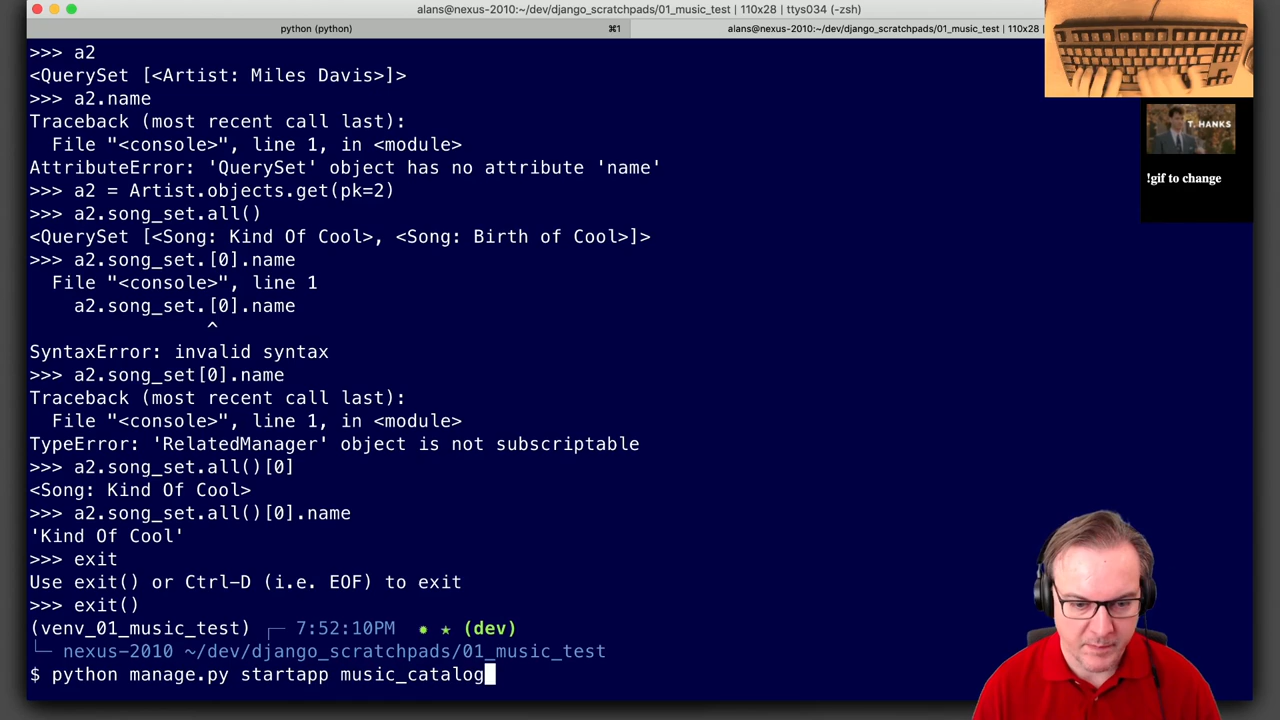 alans@nexus-2010:~/dev/django_scratchpads/01_music_test | 110x28 | ttys034 (-zsh)
python (python) ⌘1 alans@nexus-2010:~/dev/django_scratchpads/01_music_test | 110x28 |
>>> a2
<QuerySet [<Artist: Miles Davis>]>
>>> a2.name
Traceback (most recent call last):
  File "<console>", line 1, in <module>
AttributeError: 'QuerySet' object has no attribute 'name'
>>> a2 = Artist.objects.get(pk=2)
>>> a2.song_set.all()
<QuerySet [<Song: Kind Of Cool>, <Song: Birth of Cool>]>
>>> a2.song_set.[0].name
  File "<console>", line 1
    a2.song_set.[0].name
                ^
SyntaxError: invalid syntax
>>> a2.song_set[0].name
Traceback (most recent call last):
  File "<console>", line 1, in <module>
TypeError: 'RelatedManager' object is not subscriptable
>>> a2.song_set.all()[0]
<Song: Kind Of Cool>
>>> a2.song_set.all()[0].name
'Kind Of Cool'
>>> exit
Use exit() or Ctrl-D (i.e. EOF) to exit
>>> exit()
(venv_01_music_test) ┌─ 7:52:10PM ✹ ★ (dev)
└─ nexus-2010 ~/dev/django_scratchpads/01_music_test
$ python manage.py startapp music_catalog
T. HANKS
!gif to change